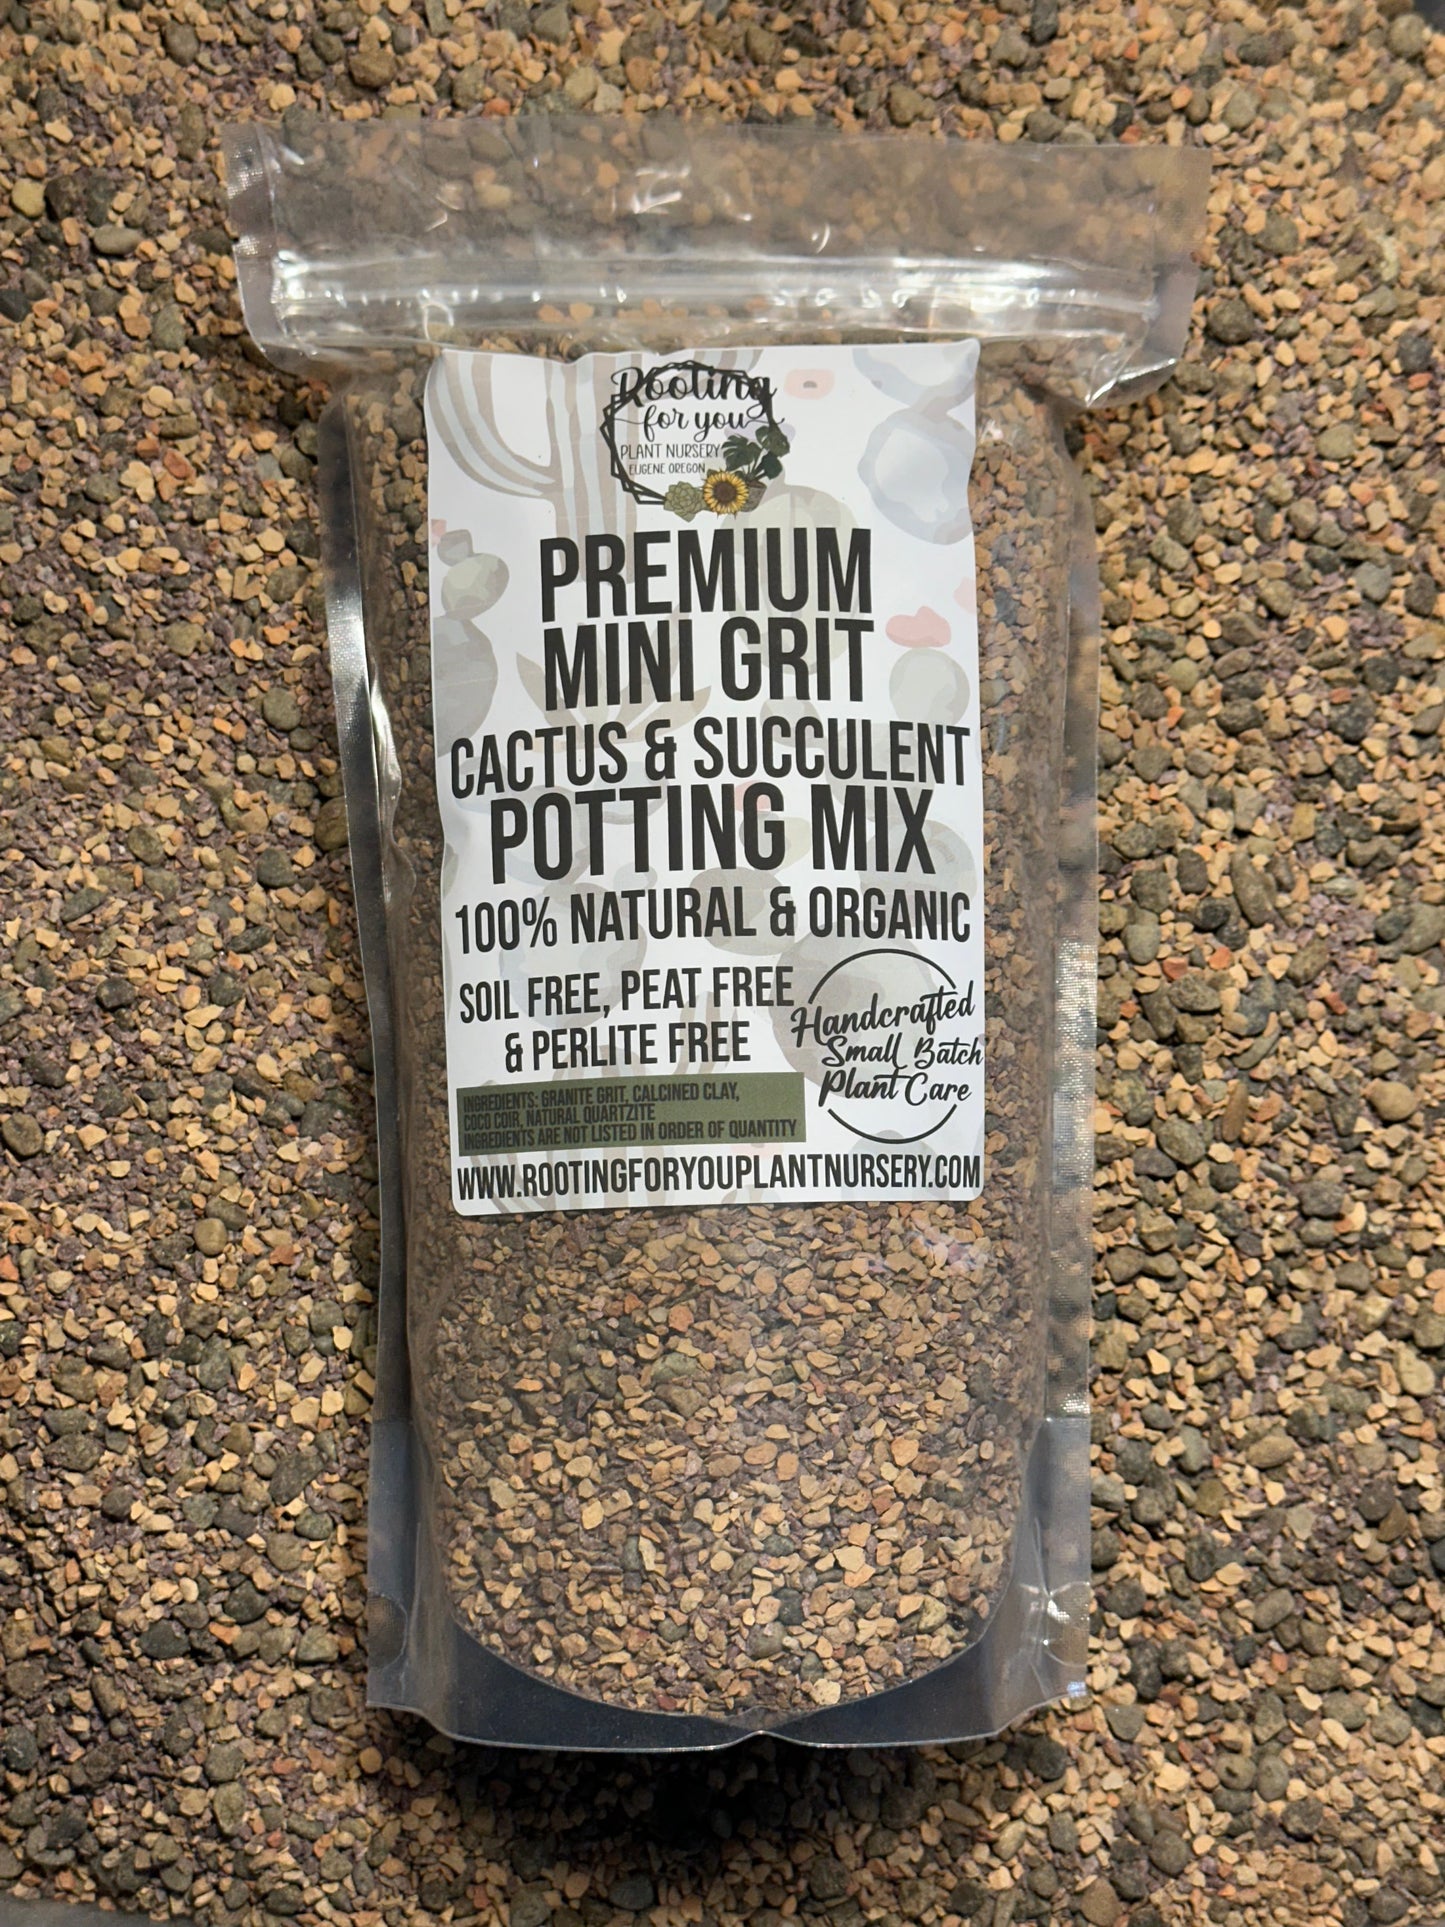 Rooting
for you
PLANT NURSERY
EUGENE OREGON
PREMIUM
MINI GRIT
CACTUS & SUCCULENT
POTTING MIX
100% NATURAL & ORGANIC
SOIL FREE, PEAT FREE
& PERLITE FREE
Handcrafted
Small Batch
Plant Care
INGREDIENTS: GRANITE GRIT, CALCINED CLAY,
COCO COIR, NATURAL QUARTZITE
INGREDIENTS ARE NOT LISTED IN ORDER OF QUANTITY
WWW.ROOTINGFORYOUPLANTNURSERY.COM